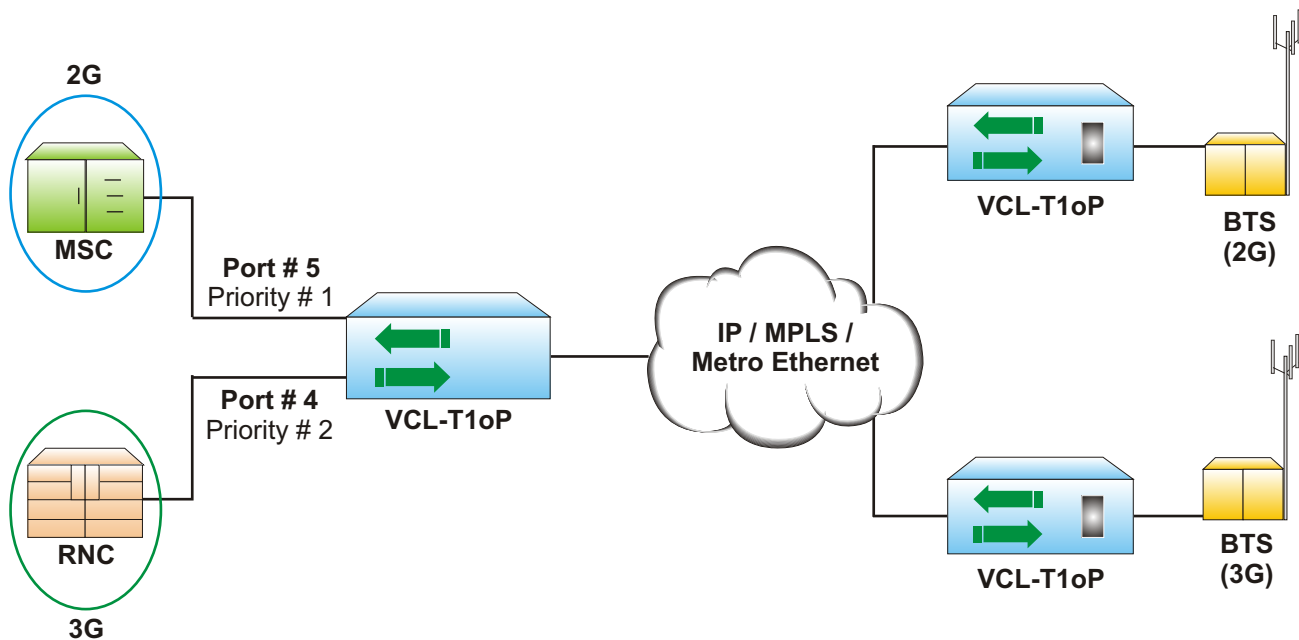 2G
MSC
Port # 5
Priority # 1
Port # 4
Priority # 2
VCL-T1oP
RNC
3G
IP / MPLS /
Metro Ethernet
VCL-T1oP
BTS
(2G)
VCL-T1oP
BTS
(3G)